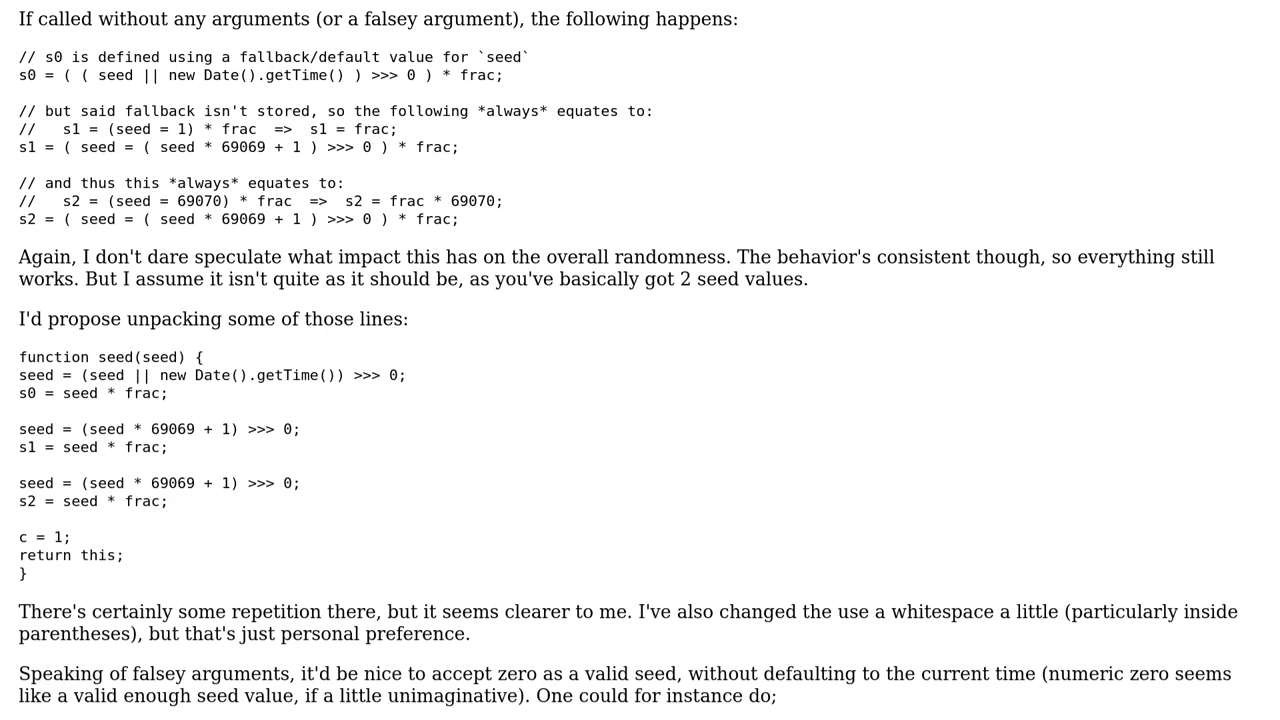 If called without any arguments (or a falsey argument), the following happens:
// s0 is defined using a fallback/default value for `seed`
s0 = ( ( seed || new Date().getTime() ) >>> 0 ) * frac;
// but said fallback isn't stored, so the following *always* equates to:
//   s1 = (seed = 1) * frac  =>  s1 = frac;
s1 = ( seed = ( seed * 69069 + 1 ) >>> 0 ) * frac;
// and thus this *always* equates to:
//   s2 = (seed = 69070) * frac  =>  s2 = frac * 69070;
s2 = ( seed = ( seed * 69069 + 1 ) >>> 0 ) * frac;
Again, I don't dare speculate what impact this has on the overall randomness. The behavior's consistent though, so everything still
works. But I assume it isn't quite as it should be, as you've basically got 2 seed values.
I'd propose unpacking some of those lines:
function seed(seed) {
seed = (seed || new Date().getTime()) >>> 0;
s0 = seed * frac;
seed = (seed * 69069 + 1) >>> 0;
s1 = seed * frac;
seed = (seed * 69069 + 1) >>> 0;
s2 = seed * frac;
c = 1;
return this;
}
There's certainly some repetition there, but it seems clearer to me. I've also changed the use a whitespace a little (particularly inside
parentheses), but that's just personal preference.
Speaking of falsey arguments, it'd be nice to accept zero as a valid seed, without defaulting to the current time (numeric zero seems
like a valid enough seed value, if a little unimaginative). One could for instance do;